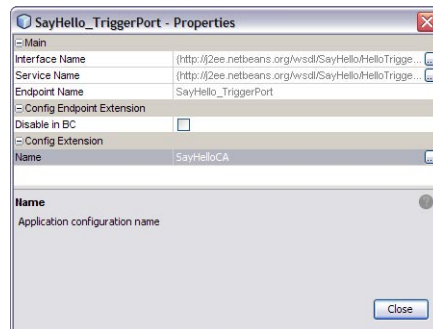 SayHello_TriggerPort - Properties
Main
Interface Name {http://j2ee.netbeans.org/wsdl/SayHello/HelloTrigge... ...
Service Name {http://j2ee.netbeans.org/wsdl/SayHello/HelloTrigge... ...
Endpoint Name SayHello_TriggerPort
Config Endpoint Extension
Disable in BC
Config Extension
Name SayHelloCA ...
Name
Application configuration name
Close